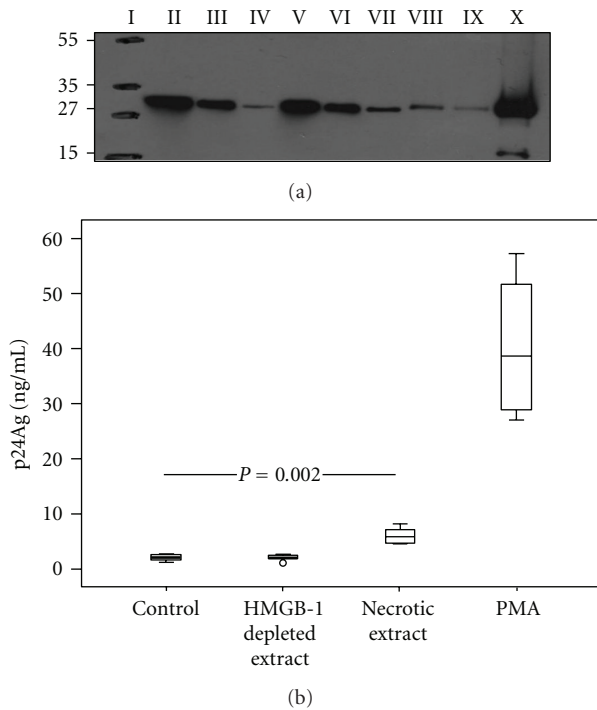 I II III IV V VI VII VIII IX X
55
35
27
15
(a)
p24Ag (ng/mL)
60
50
40
30
20
10
0
P = 0.002
Control
HMGB-1 depleted extract
Necrotic extract
PMA
(b)